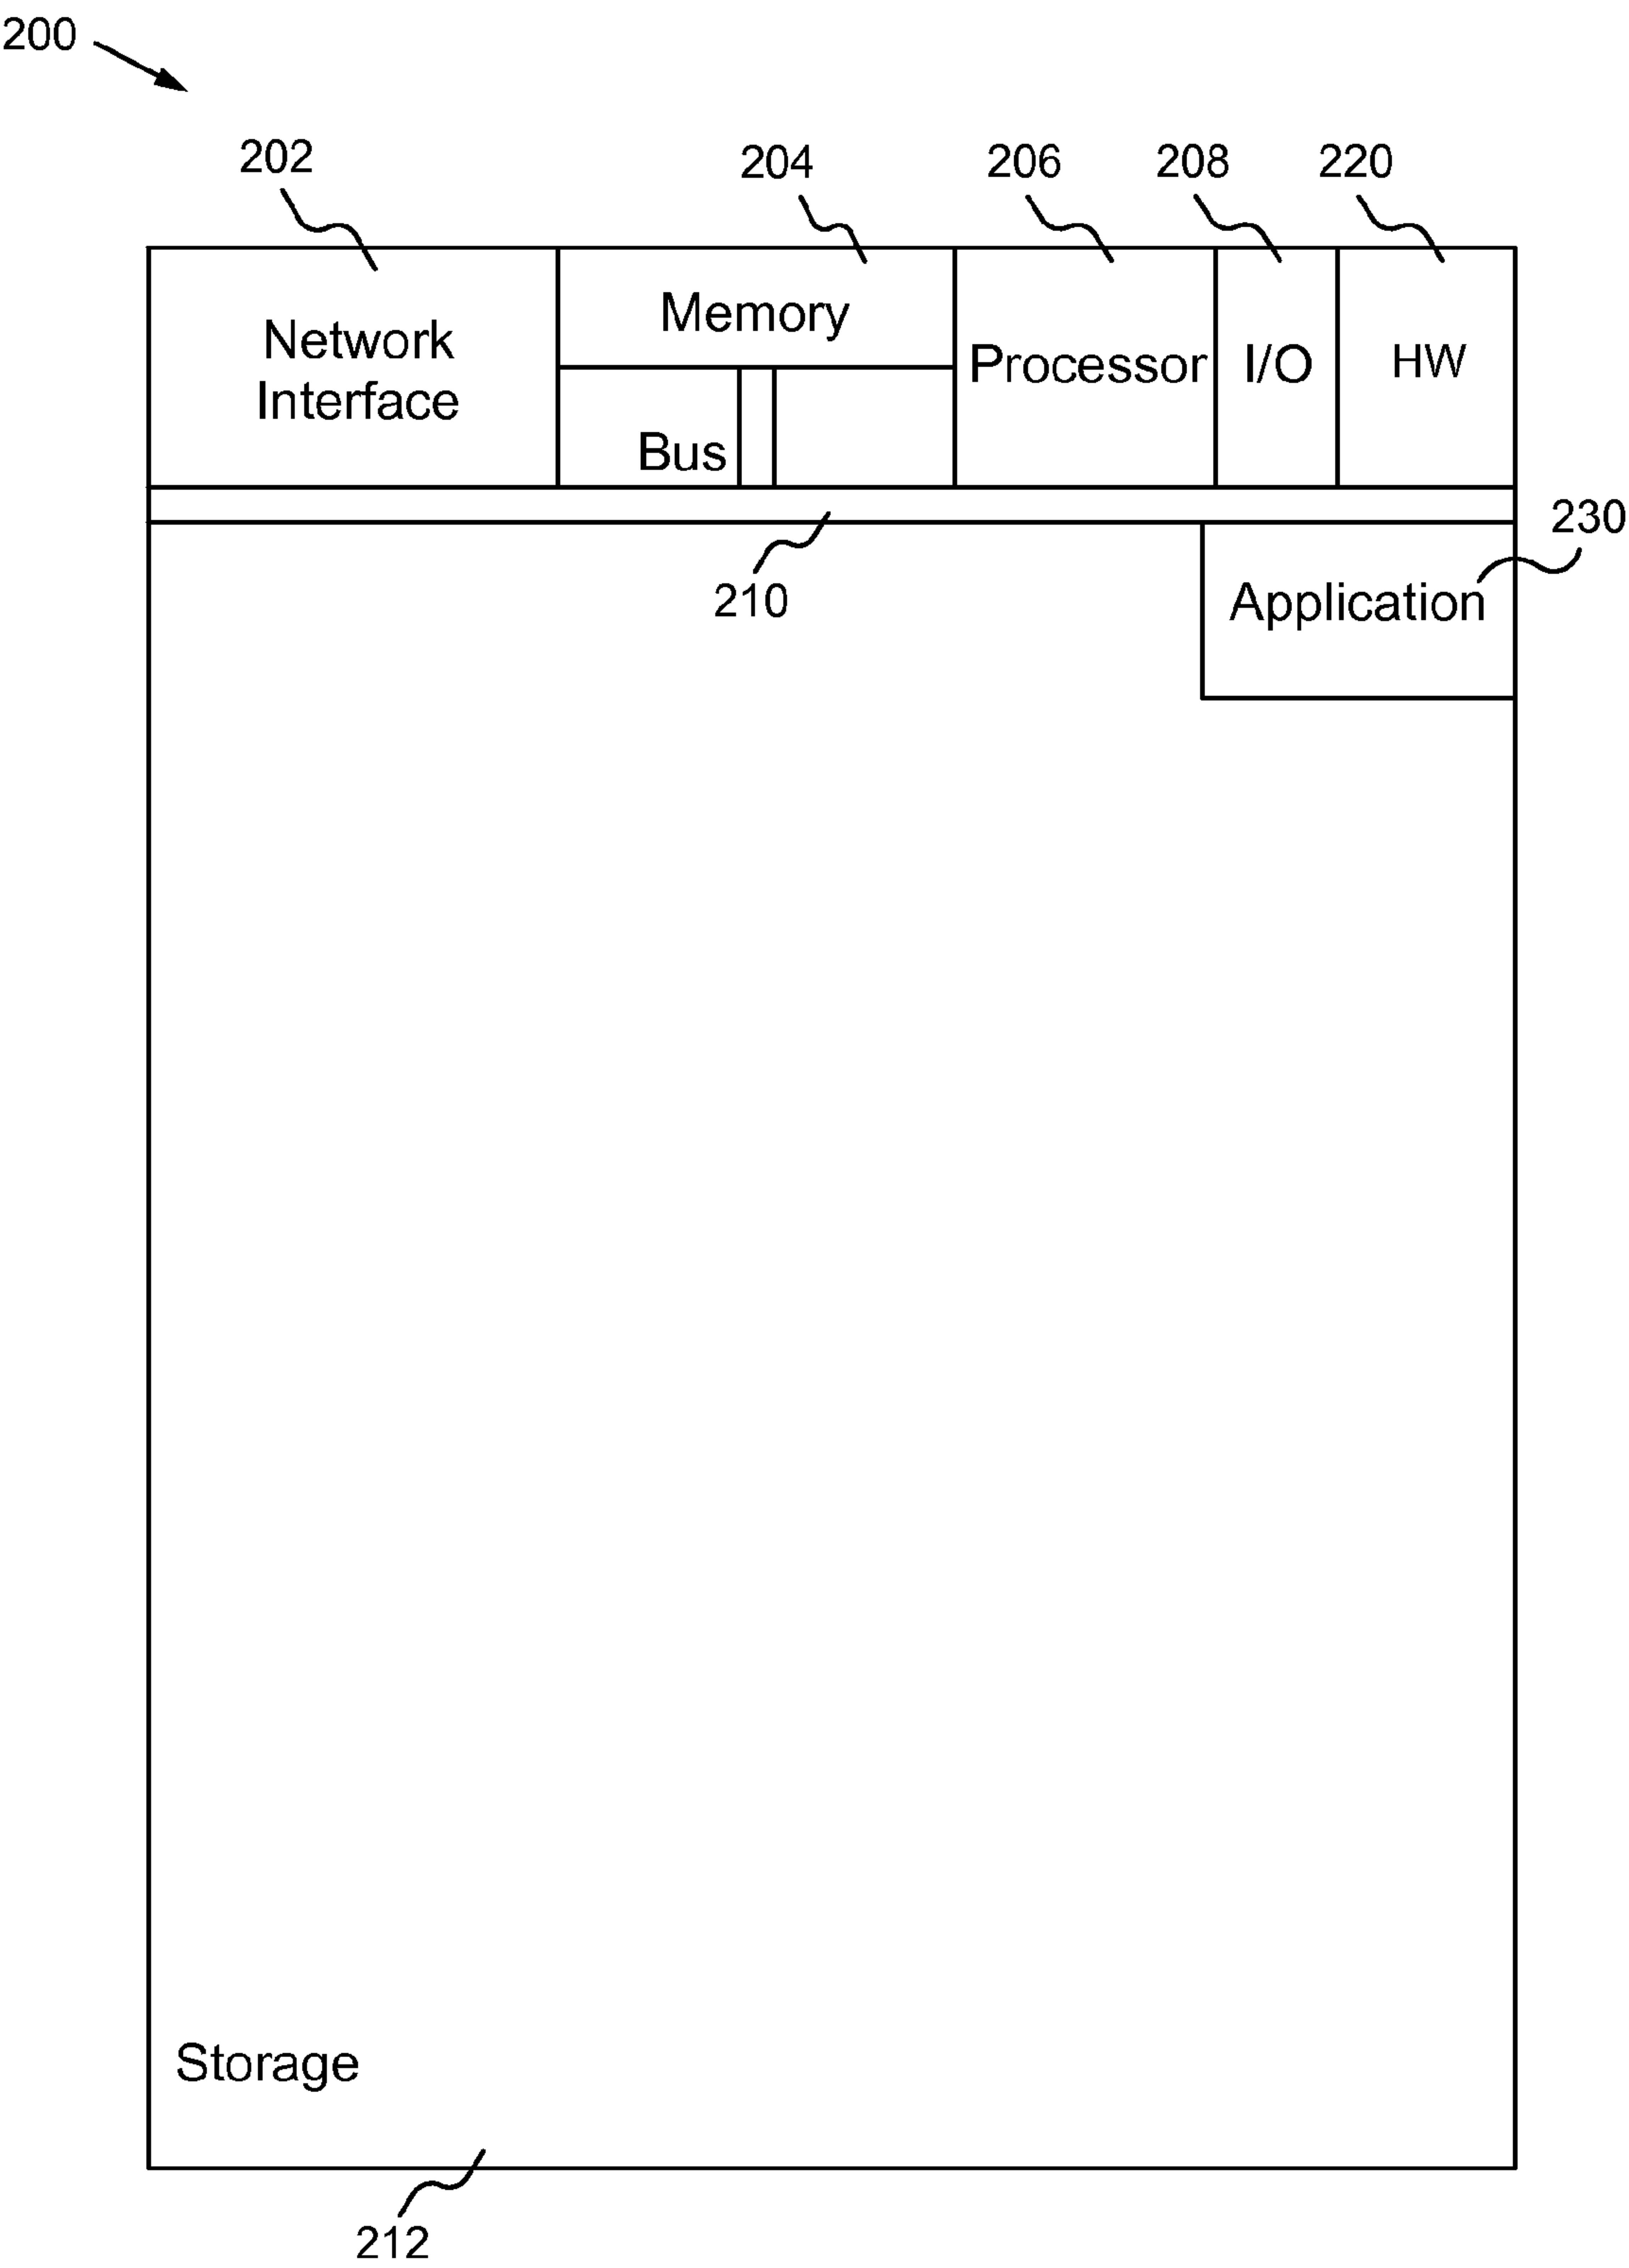 200
202
204
206
208
220
Network
Interface
Memory
Processor
I/O
HW
Bus
230
210
Application
Storage
212